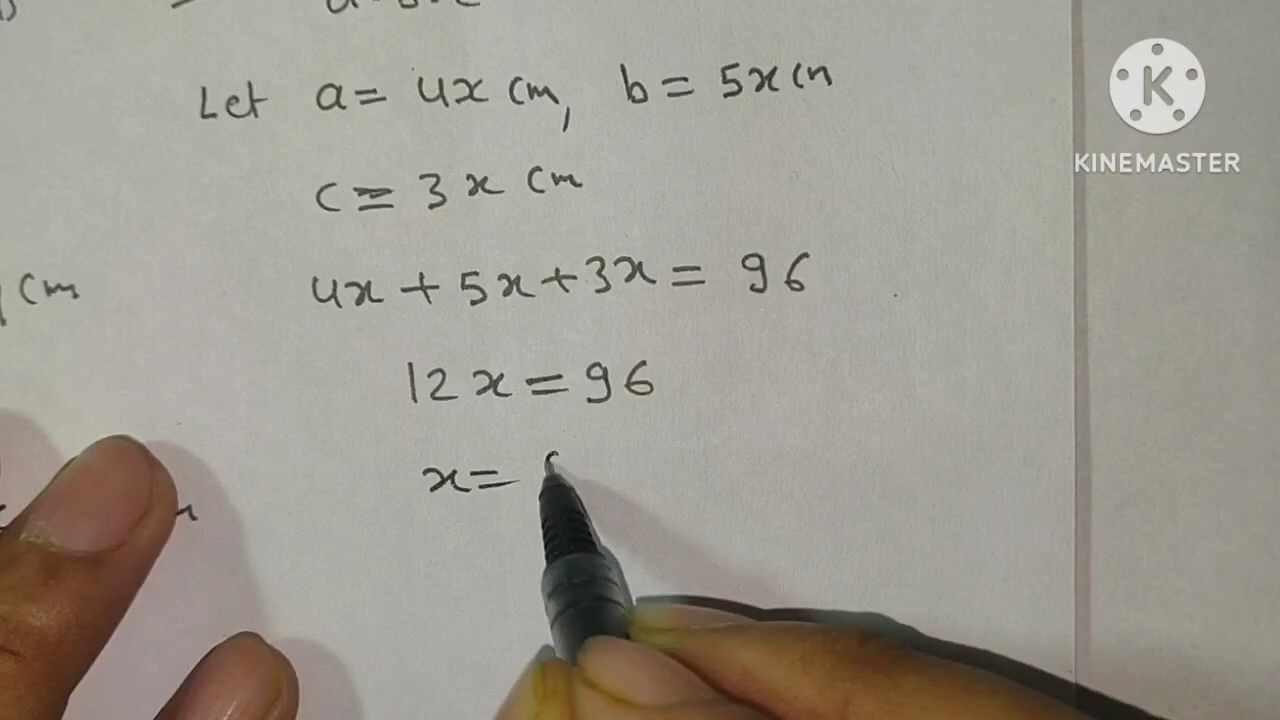 Let a = 4x cm, b = 5x cm
c = 3x cm
cm
4x + 5x + 3x = 96
12x = 96
x =
K
KINEMASTER